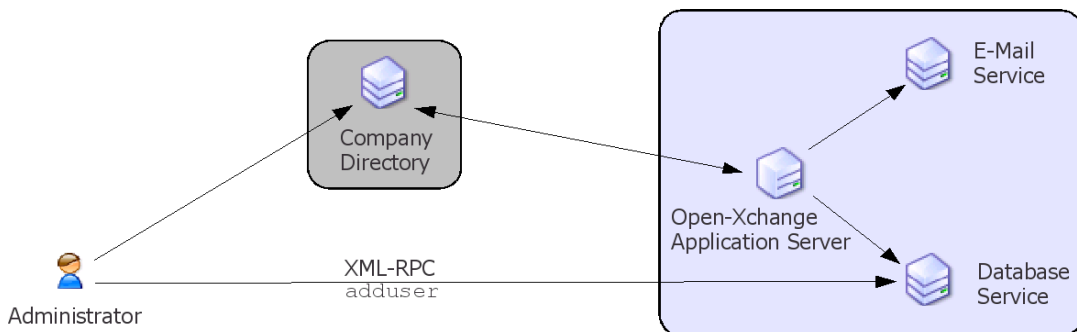 E-Mail
Service
Company
Directory
Open-Xchange
Application Server
XML-RPC
adduser
Database
Service
Administrator